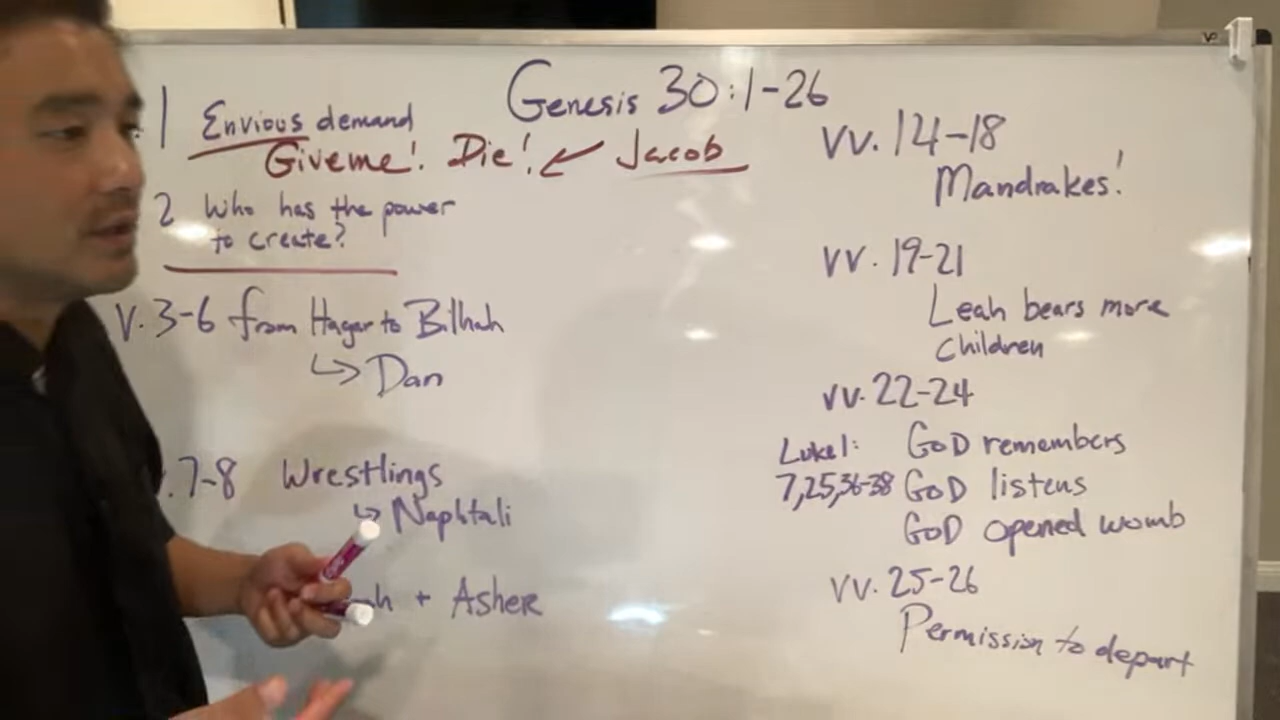 Genesis 30:1-26
1 Envious demand
Giveme! Die! ↙ Jacob
2 Who has the power
to create?
V. 3-6 from Hagar to Bilhah
↳ Dan
.7-8 Wrestlings
↳ Naphtali
h + Asher
vv. 14-18
Mandrakes!
vv. 19-21
Leah bears more
children
vv. 22-24
Luke1: GoD remembers
7,25,36-38 GoD listens
GoD opened womb
vv. 25-26
Permission to depart